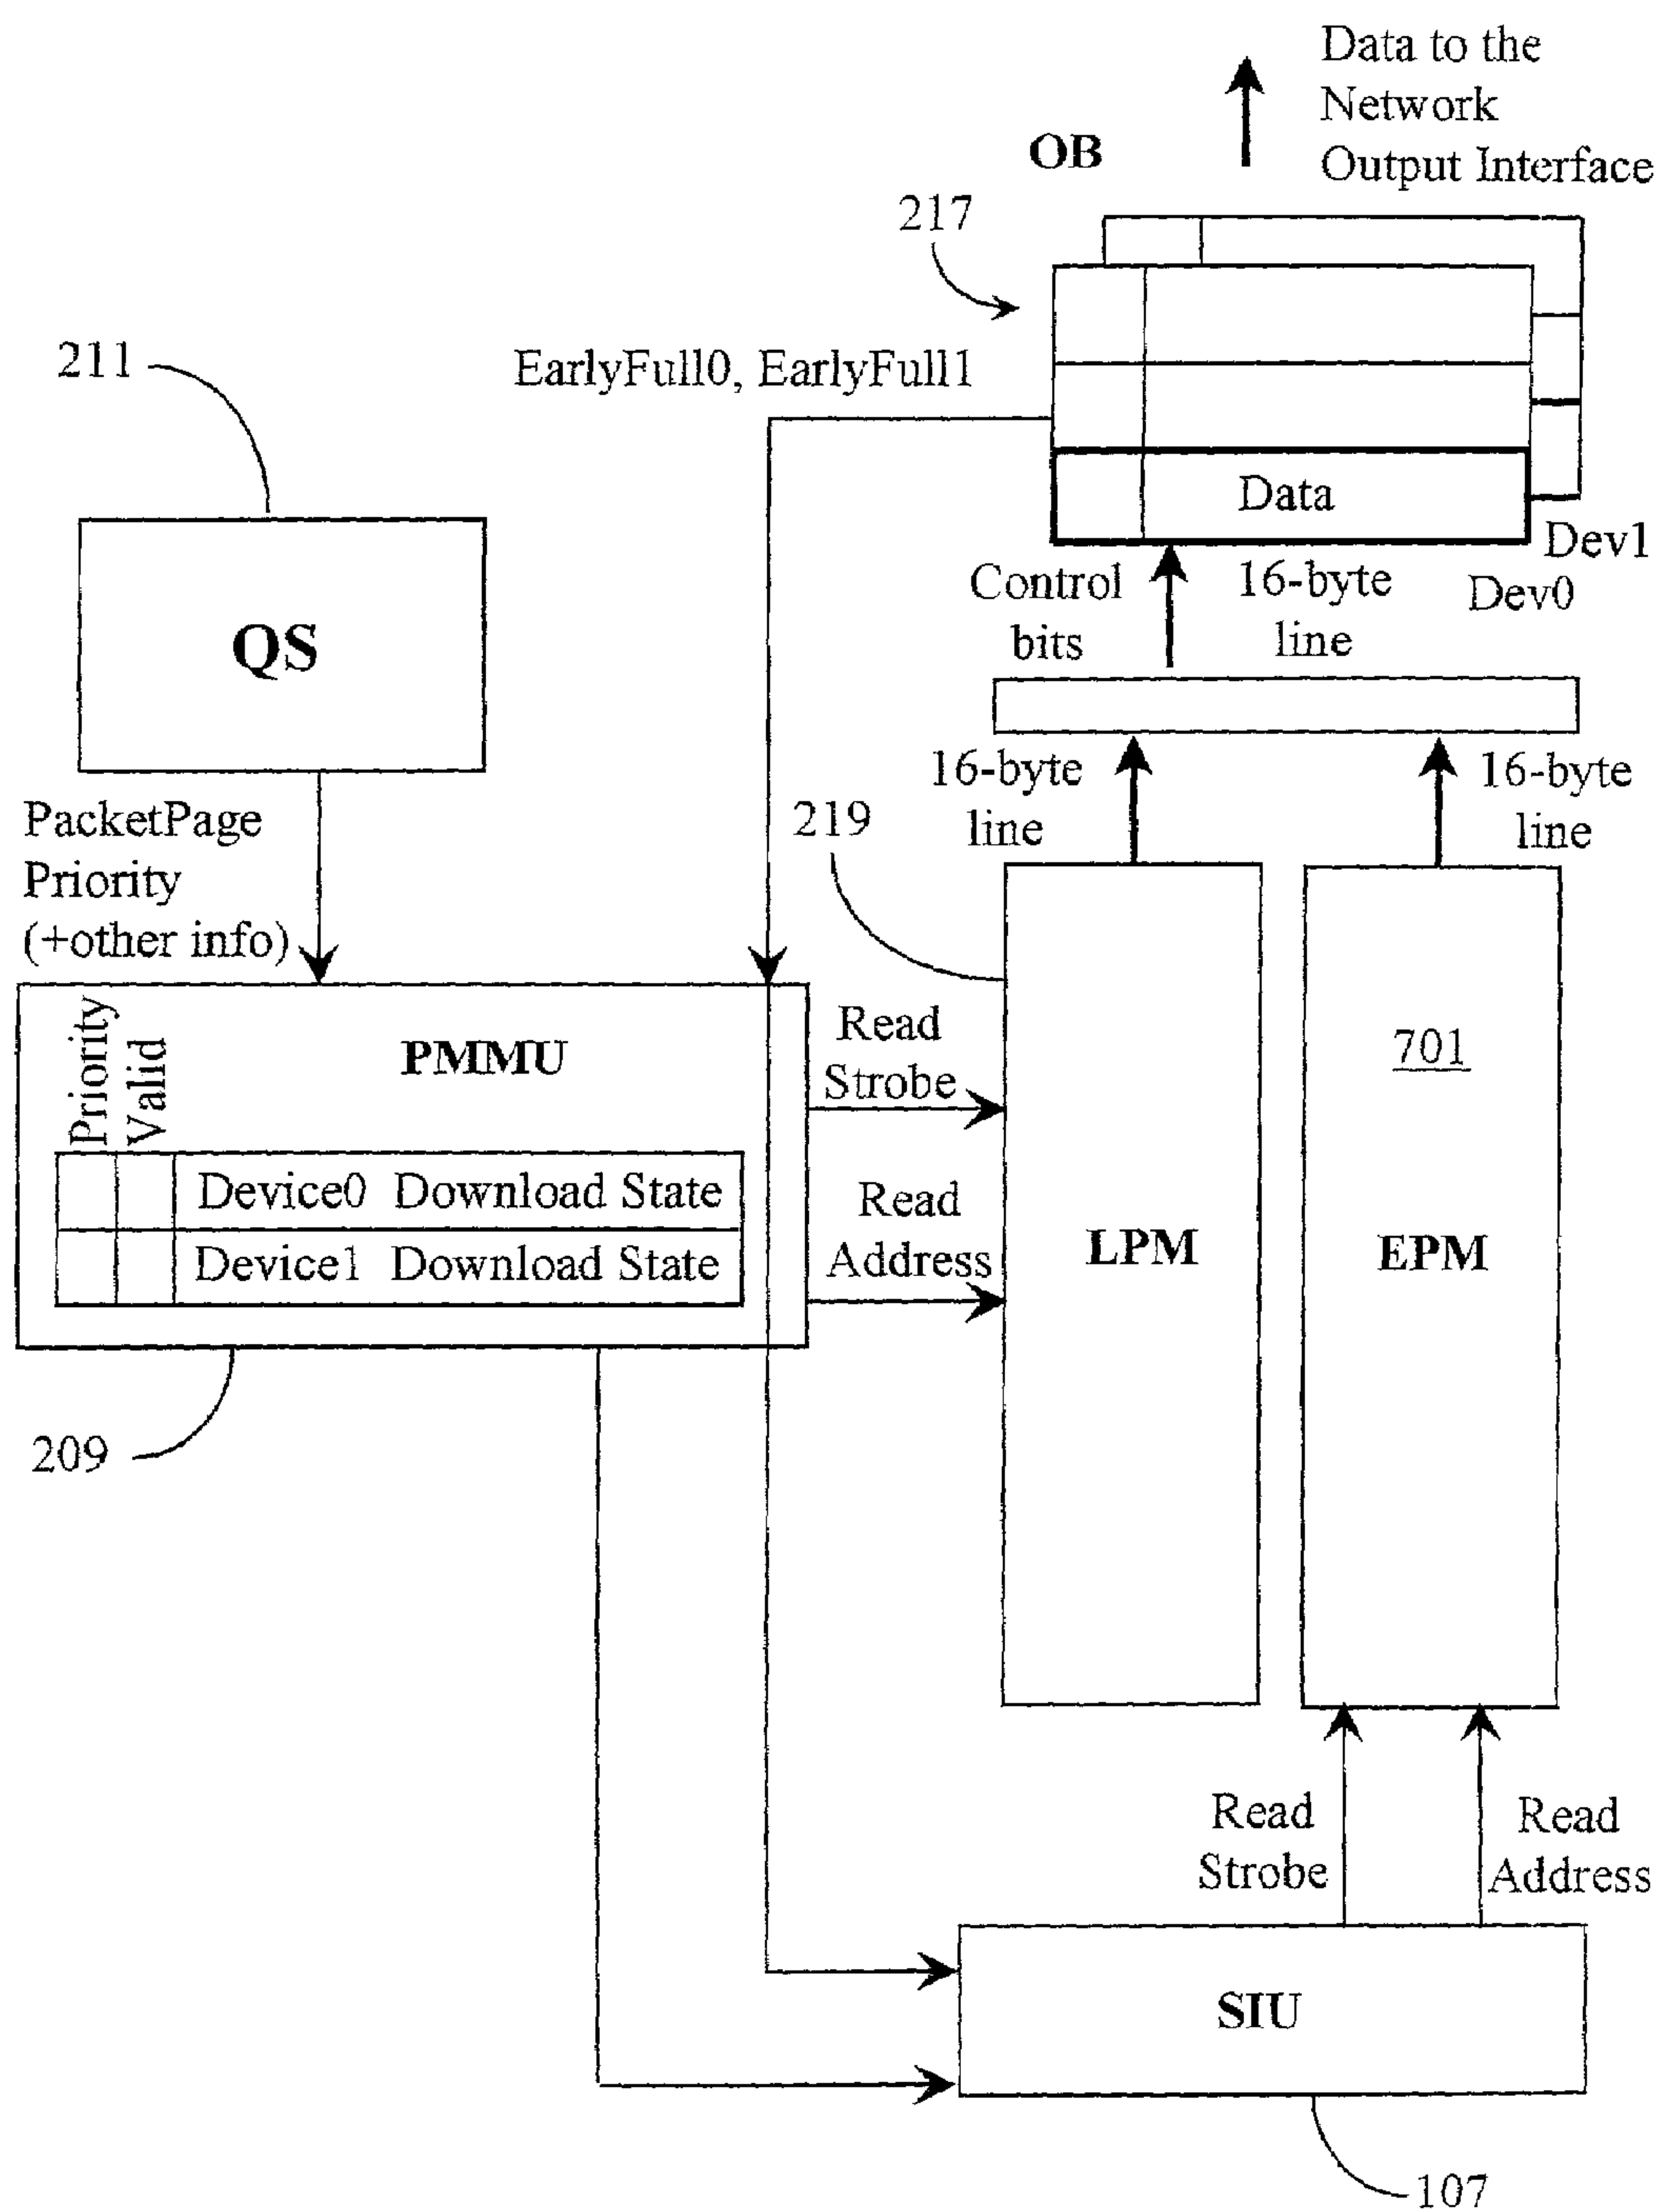 Data to the
Network
Output Interface
OB
217
211
EarlyFull0, EarlyFull1
Data
Dev1
Dev0
Control
bits
16-byte
line
QS
PacketPage
Priority
(+other info)
16-byte
line
16-byte
line
219
Priority
Valid
PMMU
Read
Strobe
701
Device0 Download State
Device1 Download State
Read
Address
LPM
EPM
209
Read
Strobe
Read
Address
SIU
107